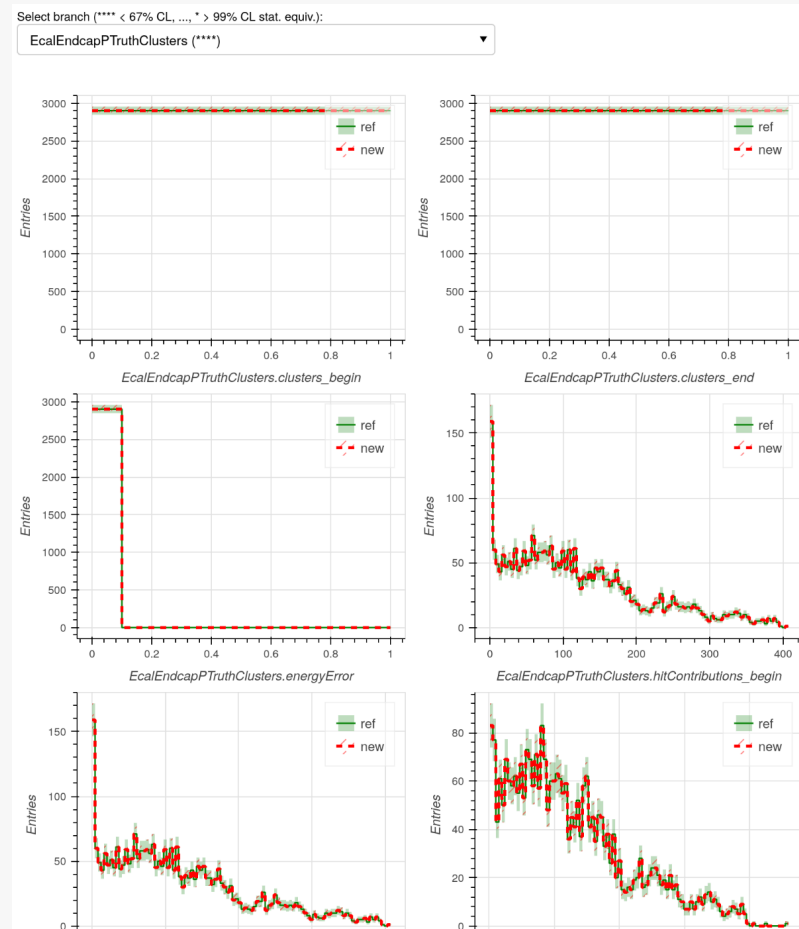 Select branch (**** < 67% CL, ..., * > 99% CL stat. equiv.):
EcalEndcapPTruthClusters (****)
3000
2500
2000
1500
1000
500
0
Entries
ref
new
0 0.2 0.4 0.6 0.8 1
EcalEndcapPTruthClusters.clusters_begin
3000
2500
2000
1500
1000
500
0
Entries
ref
new
0 0.2 0.4 0.6 0.8 1
EcalEndcapPTruthClusters.clusters_end
3000
2500
2000
1500
1000
500
0
Entries
ref
new
0 0.2 0.4 0.6 0.8 1
EcalEndcapPTruthClusters.energyError
150
100
50
0
Entries
ref
new
0 100 200 300 400
EcalEndcapPTruthClusters.hitContributions_begin
150
100
50
0
Entries
ref
new
80
60
40
20
0
Entries
ref
new